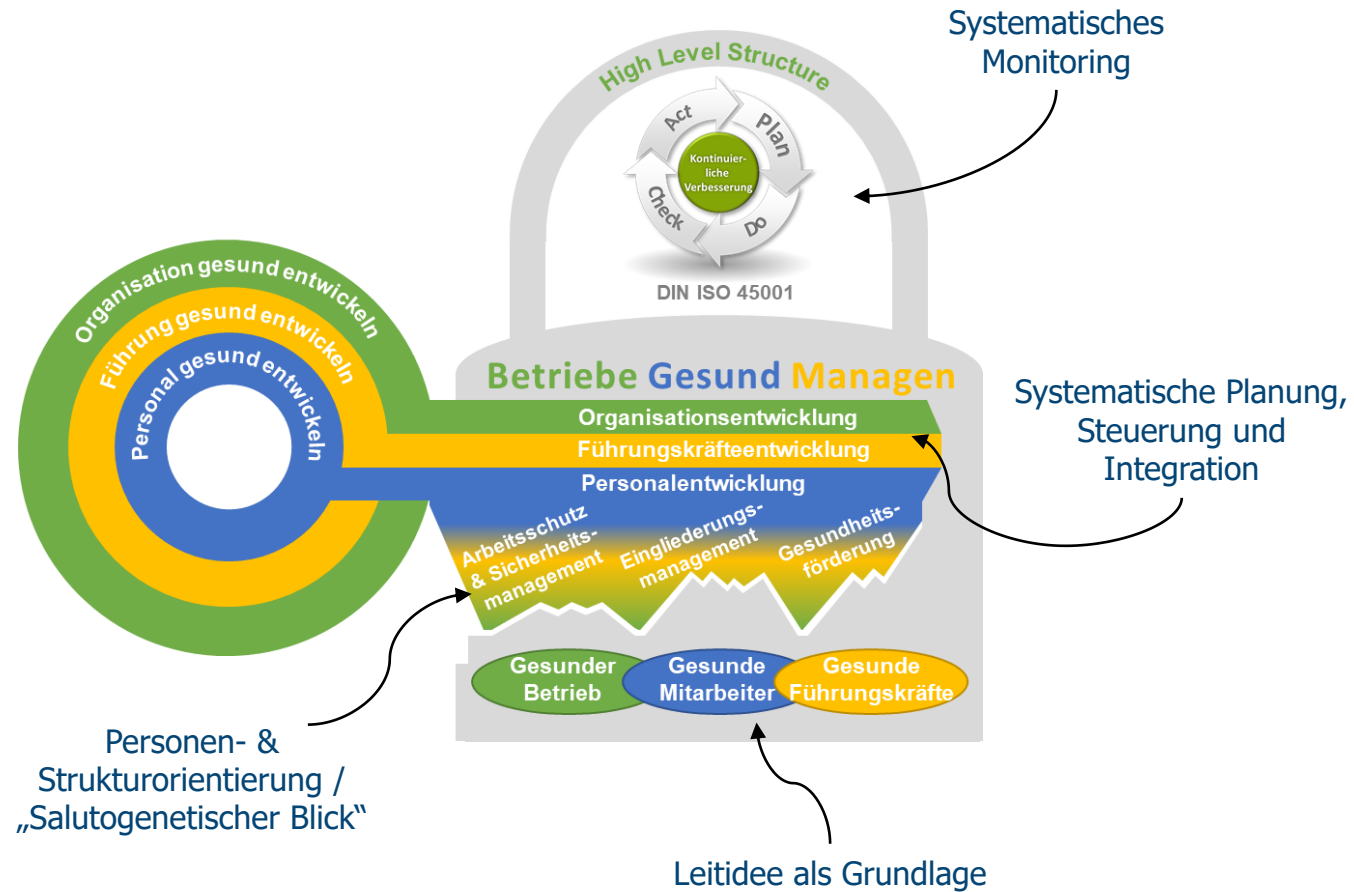 Systematisches
Monitoring
High Level Structure
Act
Plan
Kontinuier-
liche
Verbesserung
Check
Do
DIN ISO 45001
Organisation gesund entwickeln
Führung gesund entwickeln
Personal gesund entwickeln
Betriebe Gesund Managen
Organisationsentwicklung
Führungskräfteentwicklung
Personalentwicklung
Systematische Planung,
Steuerung und
Integration
Arbeitsschutz
& Sicherheits-
management
Eingliederungs-
management
Gesundheits-
förderung
Gesunder
Betrieb
Gesunde
Mitarbeiter
Gesunde
Führungskräfte
Personen- &
Strukturorientierung /
„Salutogenetischer Blick“
Leitidee als Grundlage